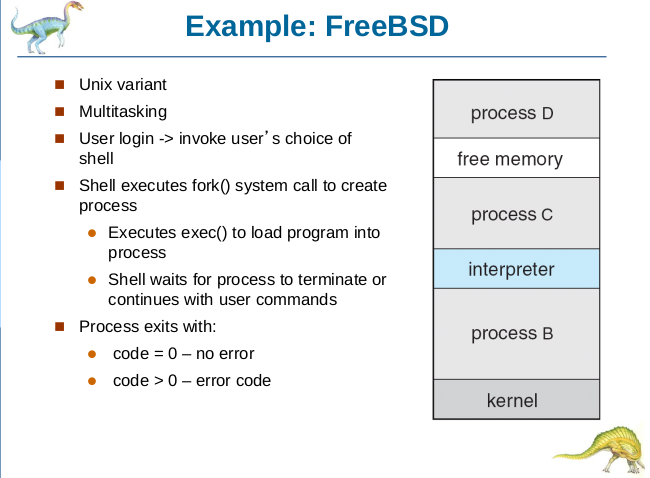 Example: FreeBSD
Unix variant
Multitasking
User login -> invoke user’s choice of
shell
Shell executes fork() system call to create
process
Executes exec() to load program into
process
Shell waits for process to terminate or
continues with user commands
Process exits with:
code = 0 – no error
code > 0 – error code
process D
free memory
process C
interpreter
process B
kernel